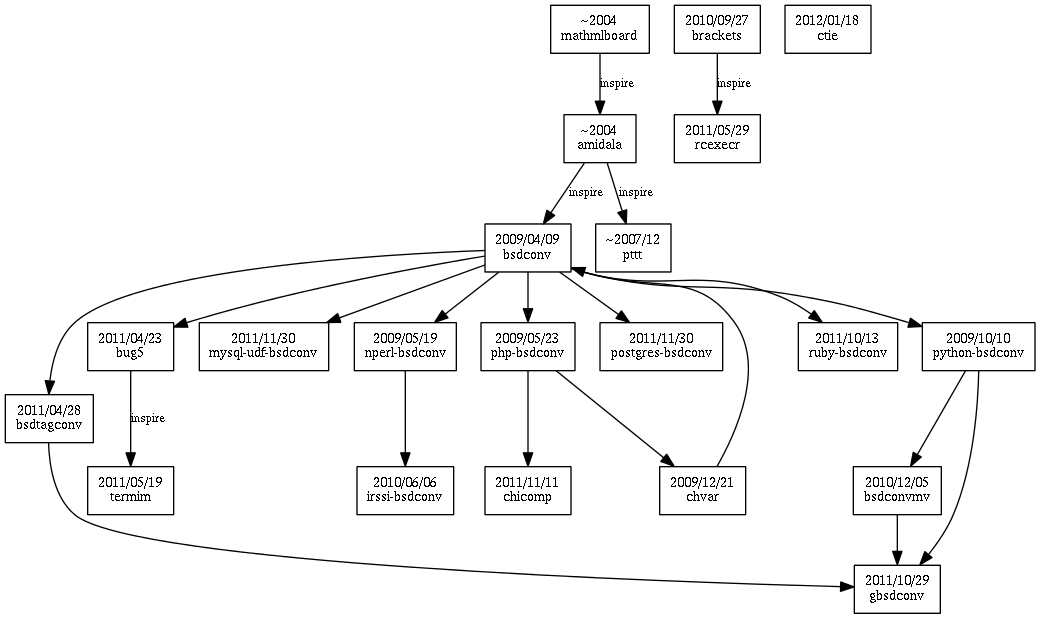 ~2004
mathmlboard
2010/09/27
brackets
2012/01/18
ctie
inspire
inspire
~2004
amidala
2011/05/29
rcexecr
inspire
inspire
2009/04/09
bsdconv
~2007/12
pttt
2011/04/23
bug5
2011/11/30
mysql-udf-bsdconv
2009/05/19
nperl-bsdconv
2009/05/23
php-bsdconv
2011/11/30
postgres-bsdconv
2011/10/13
ruby-bsdconv
2009/10/10
python-bsdconv
2011/04/28
bsdtagconv
inspire
2011/05/19
termim
2010/06/06
irssi-bsdconv
2011/11/11
chicomp
2009/12/21
chvar
2010/12/05
bsdconvmv
2011/10/29
gbsdconv